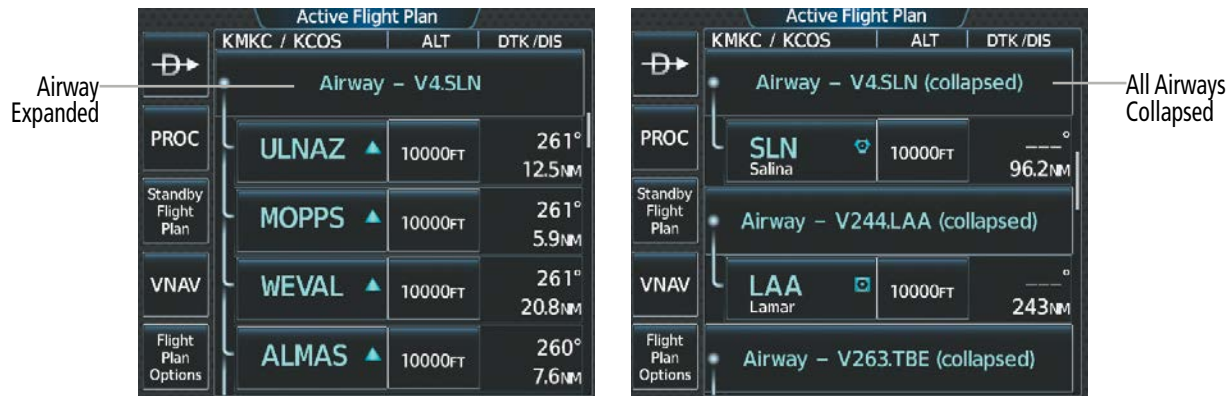 Airway
Expanded
Active Flight Plan
KMKC / KCOS ALT DTK/DIS
Airway – V4.SLN
PROC
Standby
Flight
Plan
VNAV
Flight
Plan
Options
ULNAZ 10000FT 261°
12.5NM
MOPPS 10000FT 261°
5.9NM
WEVAL 10000FT 261°
20.8NM
ALMAS 10000FT 260°
7.6NM
Active Flight Plan
KMKC / KCOS ALT DTK/DIS
Airway – V4.SLN (collapsed)
PROC
Standby
Flight
Plan
VNAV
Flight
Plan
Options
SLN 10000FT ___°
Salina 96.2NM
Airway – V244.LAA (collapsed)
LAA 10000FT ___°
Lamar 243NM
Airway – V263.TBE (collapsed)
All Airways
Collapsed